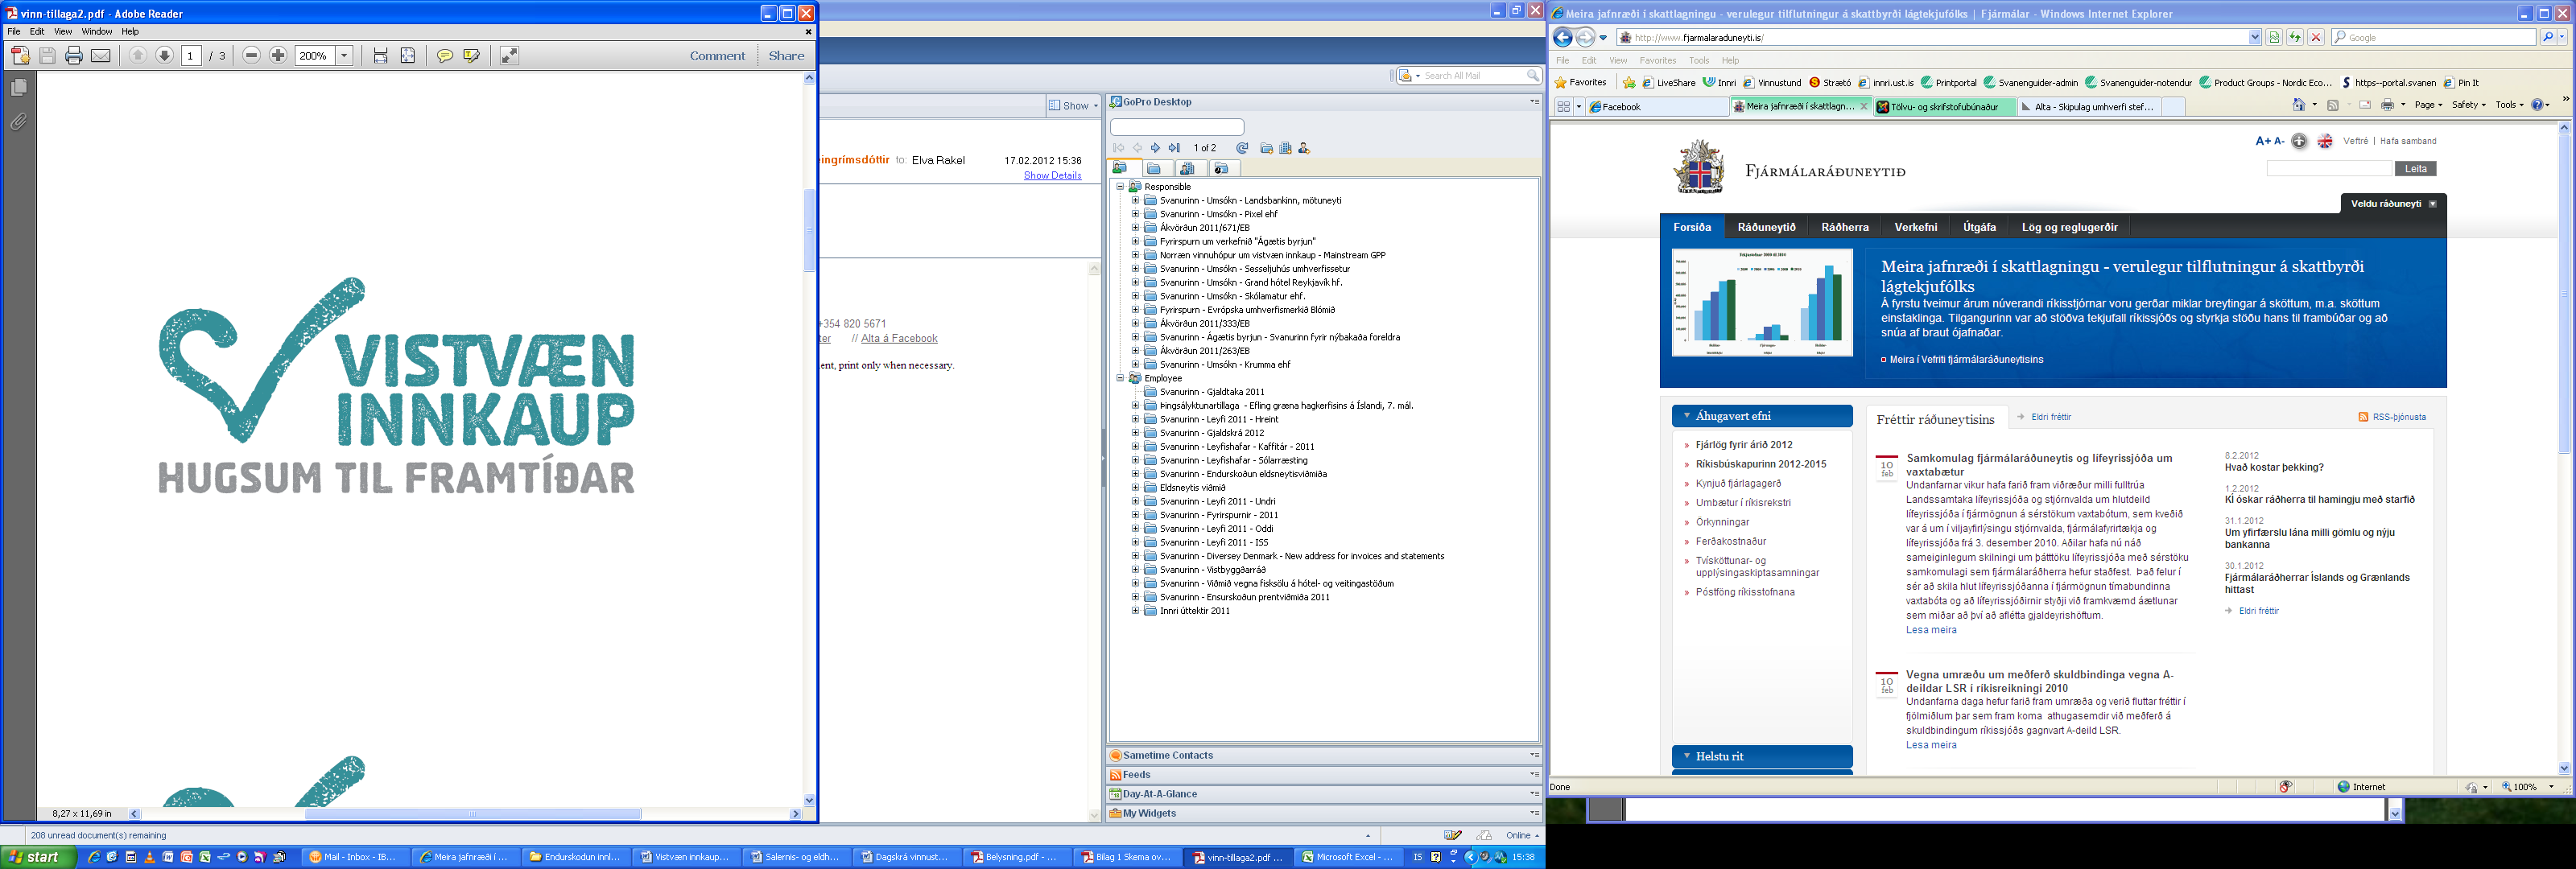 vinn-tillaga2.pdf - Adobe Reader
File Edit View Window Help
1 / 3 200% Comment Share
VISTVÆN
INNKAUP
HUGSUM TIL FRAMTÍÐAR
8,27 x 11,69 in
208 unread document(s) remaining
Search All Mail
Show
eingrímsdóttir to: Elva Rakel 17.02.2012 15:36
Show Details
+354 820 5671
ter // Alta á Facebook
ent, print only when necessary.
GoPro Desktop
1 of 2
Responsible
Svanurinn - Umsókn - Landsbankinn, mötuneyti
Svanurinn - Umsókn - Pixel ehf
Ákvörðun 2011/671/EB
Fyrirspurn um verkefnið "Ágætis byrjun"
Norræn vinnuhópur um vistvæn innkaup - Mainstream GPP
Svanurinn - Umsókn - Sesseljuhús umhverfissetur
Svanurinn - Umsókn - Grand hótel Reykjavík hf.
Svanurinn - Umsókn - Skólamatur ehf.
Fyrirspurn - Evrópska umhverfismerkið Blómið
Ákvörðun 2011/333/EB
Svanurinn - Ágætis byrjun - Svanurinn fyrir nýbakaða foreldra
Ákvörðun 2011/263/EB
Svanurinn - Umsókn - Krumma ehf
Employee
Svanurinn - Gjaldtaka 2011
Þingsályktunartillaga - Efling græna hagkerfisins á Íslandi, 7. mál.
Svanurinn - Leyfi 2011 - Hreint
Svanurinn - Gjaldskrá 2012
Svanurinn - Leyfishafar - Kaffitár - 2011
Svanurinn - Leyfishafar - Sólarræsting
Svanurinn - Endurskoðun eldsneytisviðmiða
Eldsneytis viðmið
Svanurinn - Leyfi 2011 - Undri
Svanurinn - Fyrirspurnir - 2011
Svanurinn - Leyfi 2011 - Oddi
Svanurinn - Leyfi 2011 - ISS
Svanurinn - Diversey Denmark - New address for invoices and statements
Svanurinn - Vistbyggðarráð
Svanurinn - Viðmið vegna fisksölu á hótel- og veitingastöðum
Svanurinn - Ensurskoðun prentviðmiða 2011
Innri úttektir 2011
Sametime Contacts
Feeds
Day-At-A-Glance
My Widgets
Online
Meira jafnræði í skattlagningu - verulegur tilflutningur á skattbyrði lágtekjufólks | Fjármálar - Windows Internet Explorer
http://www.fjarmalaraduneyti.is/ Google
File Edit View Favorites Tools Help
Favorites LiveShare Innri Vinnustund Strætó innri.ust.is Printportal Svanenguider-admin Svanenguider-notendur Product Groups - Nordic Eco... https--portal.svanen Pin It
Facebook Meira jafnræði í skattlagn... Tölvu- og skrifstofubúnaður Alta - Skipulag umhverfi stef... Page Safety Tools
A+ A- Veftré | Hafa samband
FJÁRMÁLARÁÐUNEYTIÐ
Leita
Veldu ráðuneyti
Forsíða Ráðuneytið Ráðherra Verkefni Útgáfa Lög og reglugerðir
Meira jafnræði í skattlagningu - verulegur tilflutningur á skattbyrði
lágtekjufólks
Á fyrstu tveimur árum núverandi ríkisstjórnar voru gerðar miklar breytingar á sköttum, m.a. sköttum
einstaklinga. Tilgangurinn var að stöðva tekjufall ríkissjóðs og styrkja stöðu hans til frambúðar og að
snúa af braut ójafnaðar.
Meira í Vefriti fjármálaráðuneytisins
Áhugavert efni
Fjárlög fyrir árið 2012
Ríkisbúskapurinn 2012-2015
Kynjuð fjárlagagerð
Umbætur í ríkisrekstri
Örkynningar
Ferðakostnaður
Tvísköttunar- og
upplýsingaskiptasamningar
Póstföng ríkisstofnana
Helstu rit
Fréttir ráðuneytisins Eldri fréttir RSS-þjónusta
10 feb
Samkomulag fjármálaráðuneytis og lífeyrissjóða um
vaxtabætur
Undanfarnar vikur hafa farið fram viðræður milli fulltrúa
Landssamtaka lífeyrissjóða og stjórnvalda um hlutdeild
lífeyrissjóða í fjármögnun á sérstökum vaxtabótum, sem kveðið
var á um í viljayfirlýsingu stjórnvalda, fjármálafyrirtækja og
lífeyrissjóða frá 3. desember 2010. Aðilar hafa nú náð
sameiginlegum skilningi um þátttöku lífeyrissjóða með sérstöku
samkomulagi sem fjármálaráðherra hefur staðfest. Það felur í
sér að skila hlut lífeyrissjóðanna í fjármögnun tímabundinna
vaxtabóta og að lífeyrissjóðirnir styðji við framkvæmd áætlunar
sem miðar að því að aflétta gjaldeyrishöftum.
Lesa meira
10 feb
Vegna umræðu um meðferð skuldbindinga vegna A-
deildar LSR í ríkisreikningi 2010
Undanfarna daga hefur farið fram umræða og verið fluttar fréttir í
fjölmiðlum þar sem fram koma athugasemdir við meðferð á
skuldbindingum ríkissjóðs gagnvart A-deild LSR.
Lesa meira
8.2.2012
Hvað kostar þekking?
1.2.2012
KÍ óskar ráðherra til hamingju með starfið
31.1.2012
Um yfirfærslu lána milli gömlu og nýju
bankanna
30.1.2012
Fjármálaráðherrar Íslands og Grænlands
hittast
Eldri fréttir
Done Internet 100%
start Mail - Inbox - IB... Meira jafnræði í ... Endurskodun innl... Vistvæn innkaup... Salernis- og eldh... Dagskrá vinnust... Belysning.pdf - ... Bilag 1 Skema ov... vinn-tillaga2.pdf ... Microsoft Excel - ... IS 15:38